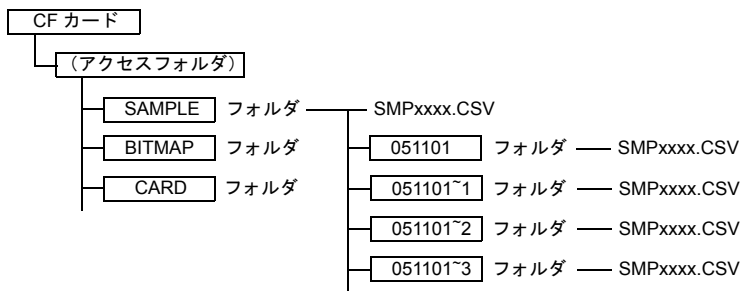 CF カード
（アクセスフォルダ）
SAMPLE フォルダ SMPxxxx.CSV
BITMAP フォルダ 051101 フォルダ SMPxxxx.CSV
CARD フォルダ 051101~1 フォルダ SMPxxxx.CSV
051101~2 フォルダ SMPxxxx.CSV
051101~3 フォルダ SMPxxxx.CSV